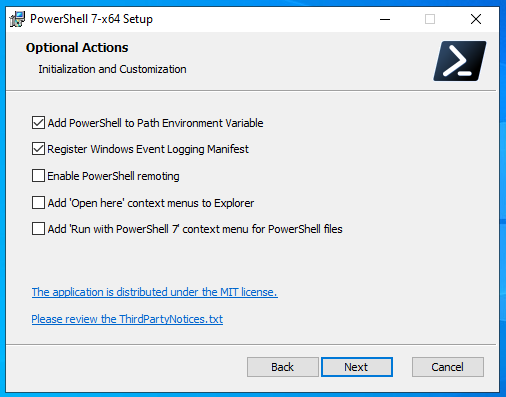 PowerShell 7-x64 Setup
Optional Actions
Initialization and Customization
Add PowerShell to Path Environment Variable
Register Windows Event Logging Manifest
Enable PowerShell remoting
Add 'Open here' context menus to Explorer
Add 'Run with PowerShell 7' context menu for PowerShell files
The application is distributed under the MIT license.
Please review the ThirdPartyNotices.txt
Back Next Cancel